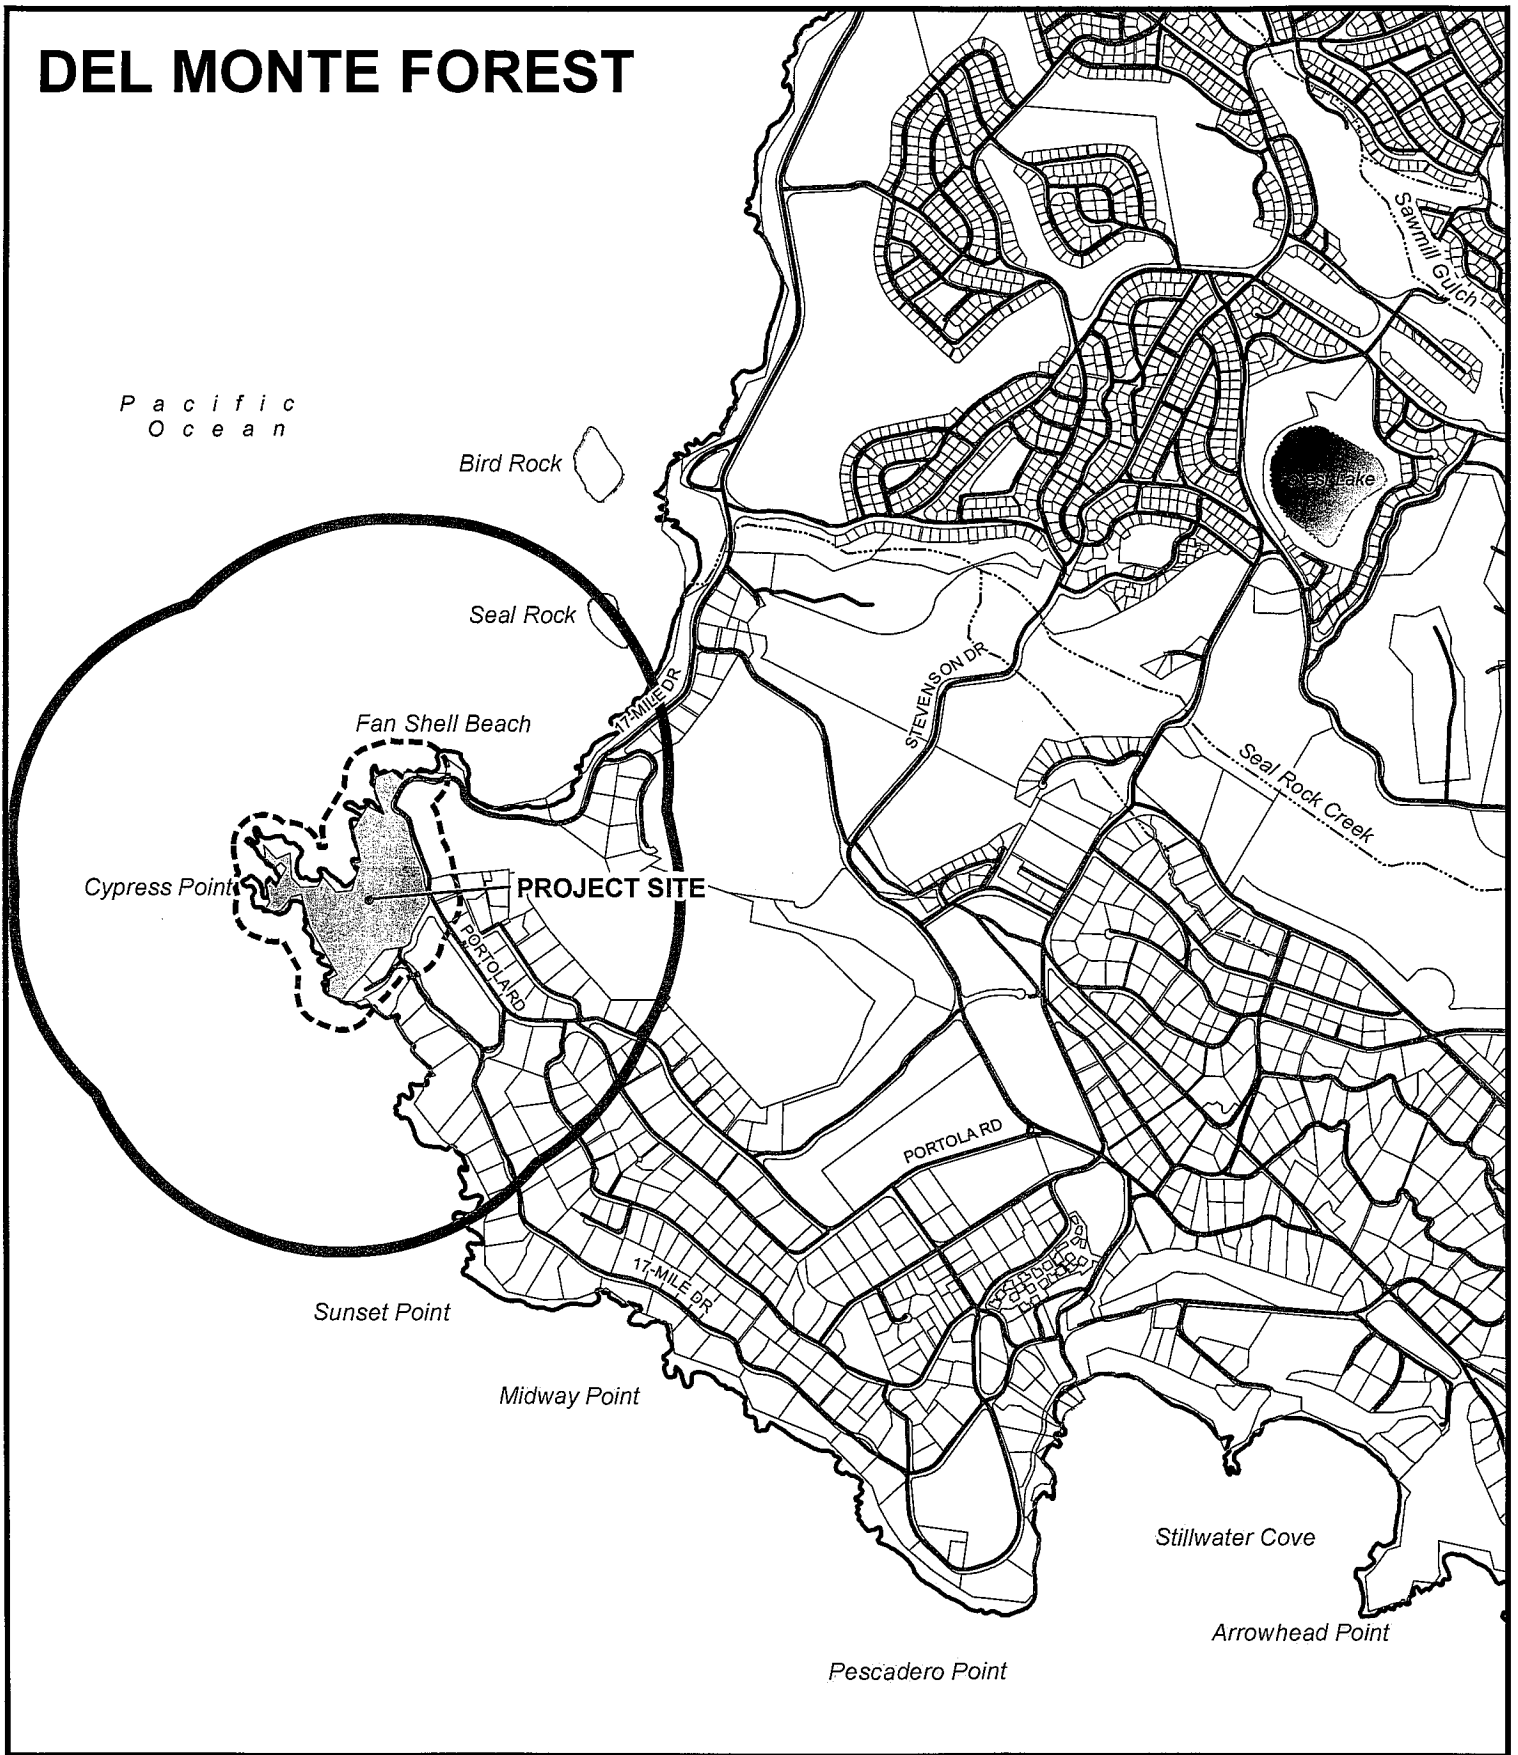 DEL MONTE FOREST
Sawmill Gulch
Pacific
Ocean
Bird Rock
Lake
Seal Rock
17-MILE DR
STEVENSON DR
Fan Shell Beach
Seal Rock Creek
Cypress Point
PROJECT SITE
PORTOLA RD
PORTOLA RD
17-MILE DR
Sunset Point
Midway Point
Stillwater Cove
Arrowhead Point
Pescadero Point